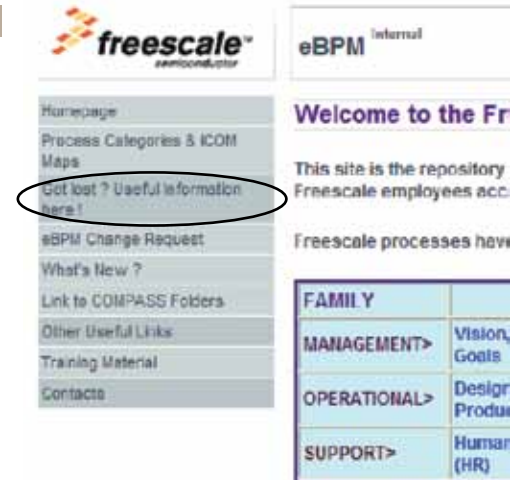 freescale™
semiconductor
eBPM Internal
Homepage
Process Categories & ICOM
Maps
Got lost ? Useful information
here !
eBPM Change Request
What's New ?
Link to COMPASS Folders
Other Useful Links
Training Material
Contacts
Welcome to the Fr
This site is the repository
Freescale employees acc
Freescale processes have
FAMILY
MANAGEMENT> Vision,
Goals
OPERATIONAL> Design
Produ
SUPPORT> Human
(HR)